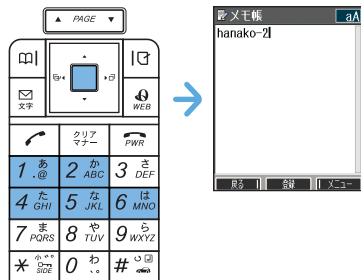 ▲ PAGE ▼
文字
WEB
クリア
マナー
PWR
1 あ .@
2 か ABC
3 さ DEF
4 た GHI
5 な JKL
6 は MNO
7 ま PQRS
8 や TUV
9 ら WXYZ
* SIDE
0 わ 、。
#
メモ帳 aA
hanako-2
戻る 登録 メニュー